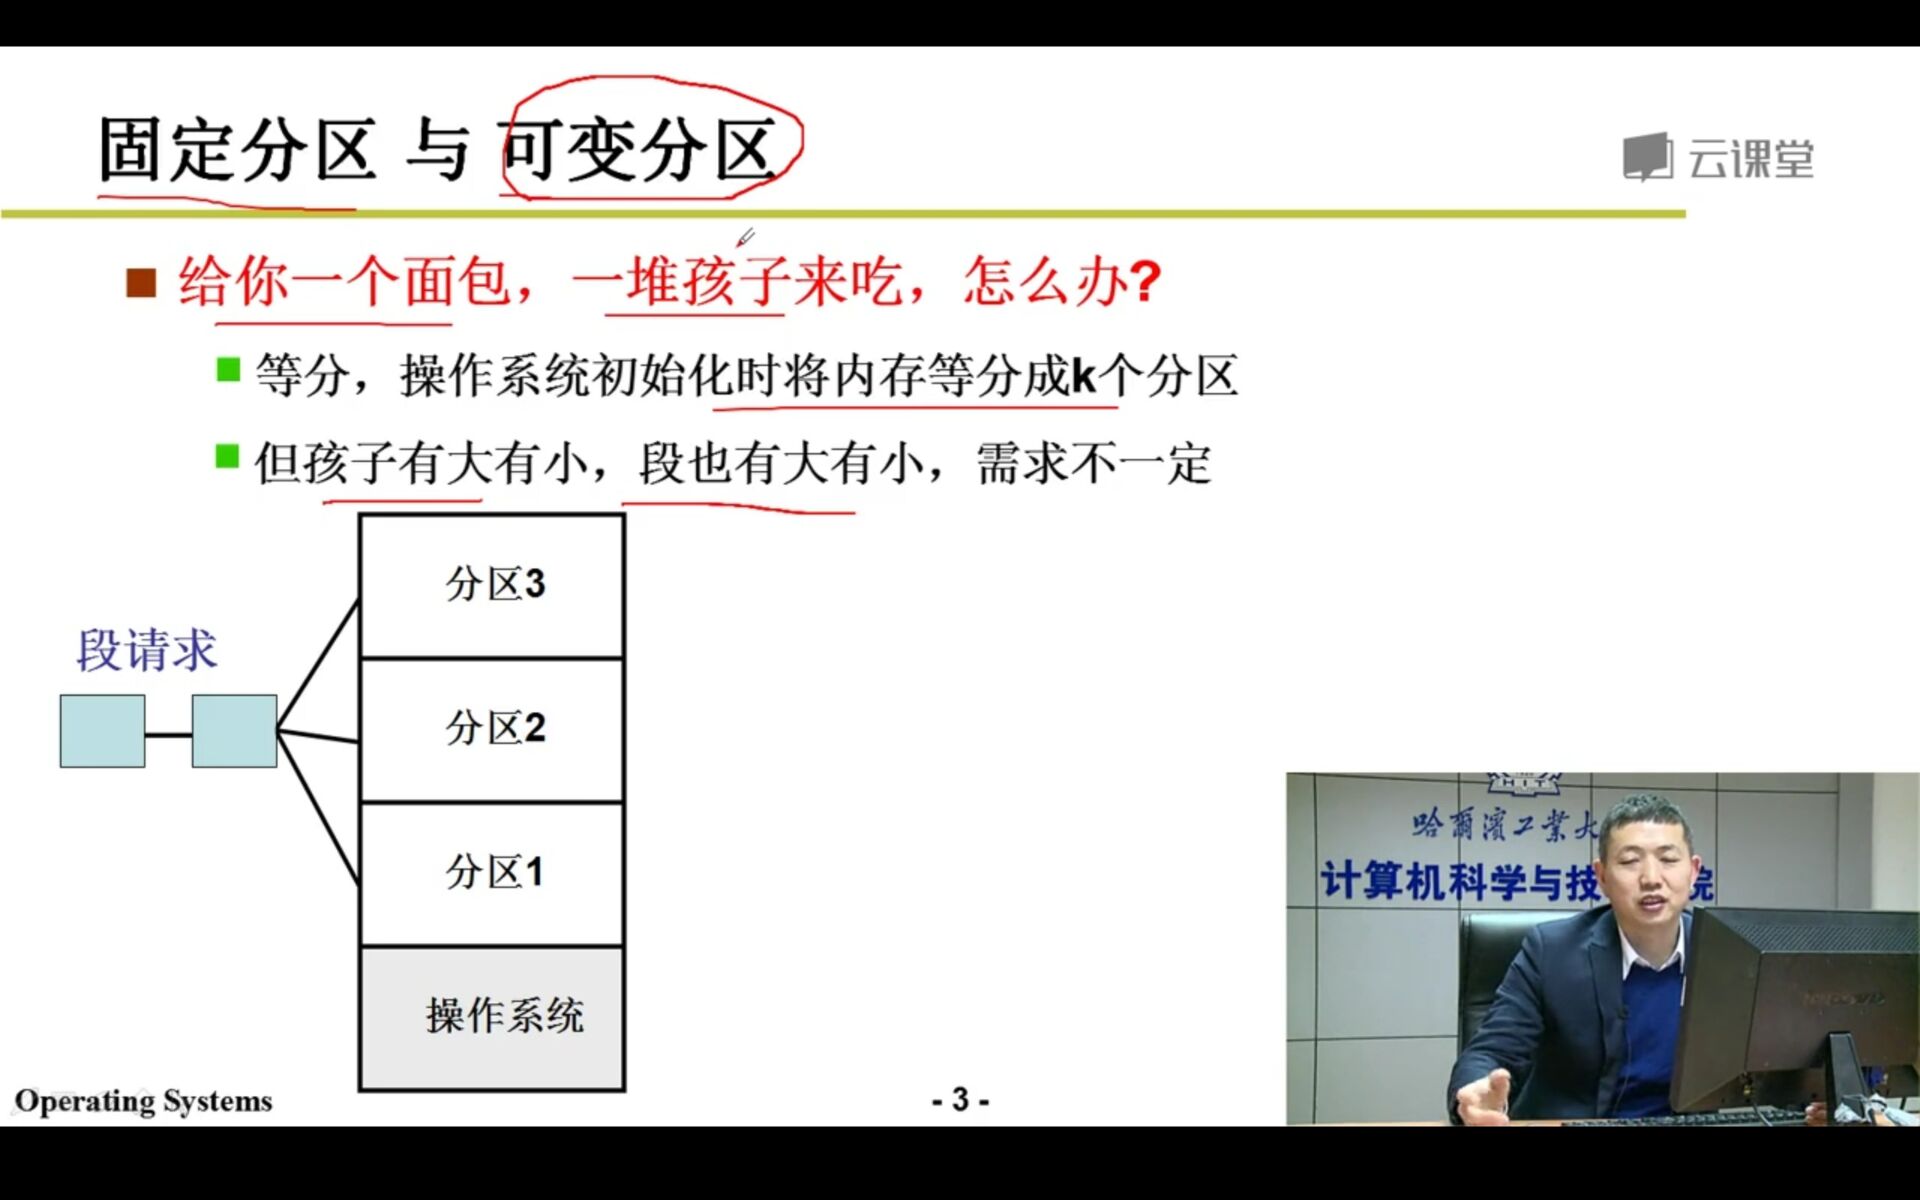 固定分区 与 可变分区
云课堂
给你一个面包，一堆孩子来吃，怎么办?
等分，操作系统初始化时将内存等分成k个分区
但孩子有大有小，段也有大有小，需求不一定
分区3
段请求
分区2
分区1
操作系统
HIT
哈爾濱工業大
计算机科学与技 院
Operating Systems
- 3 -